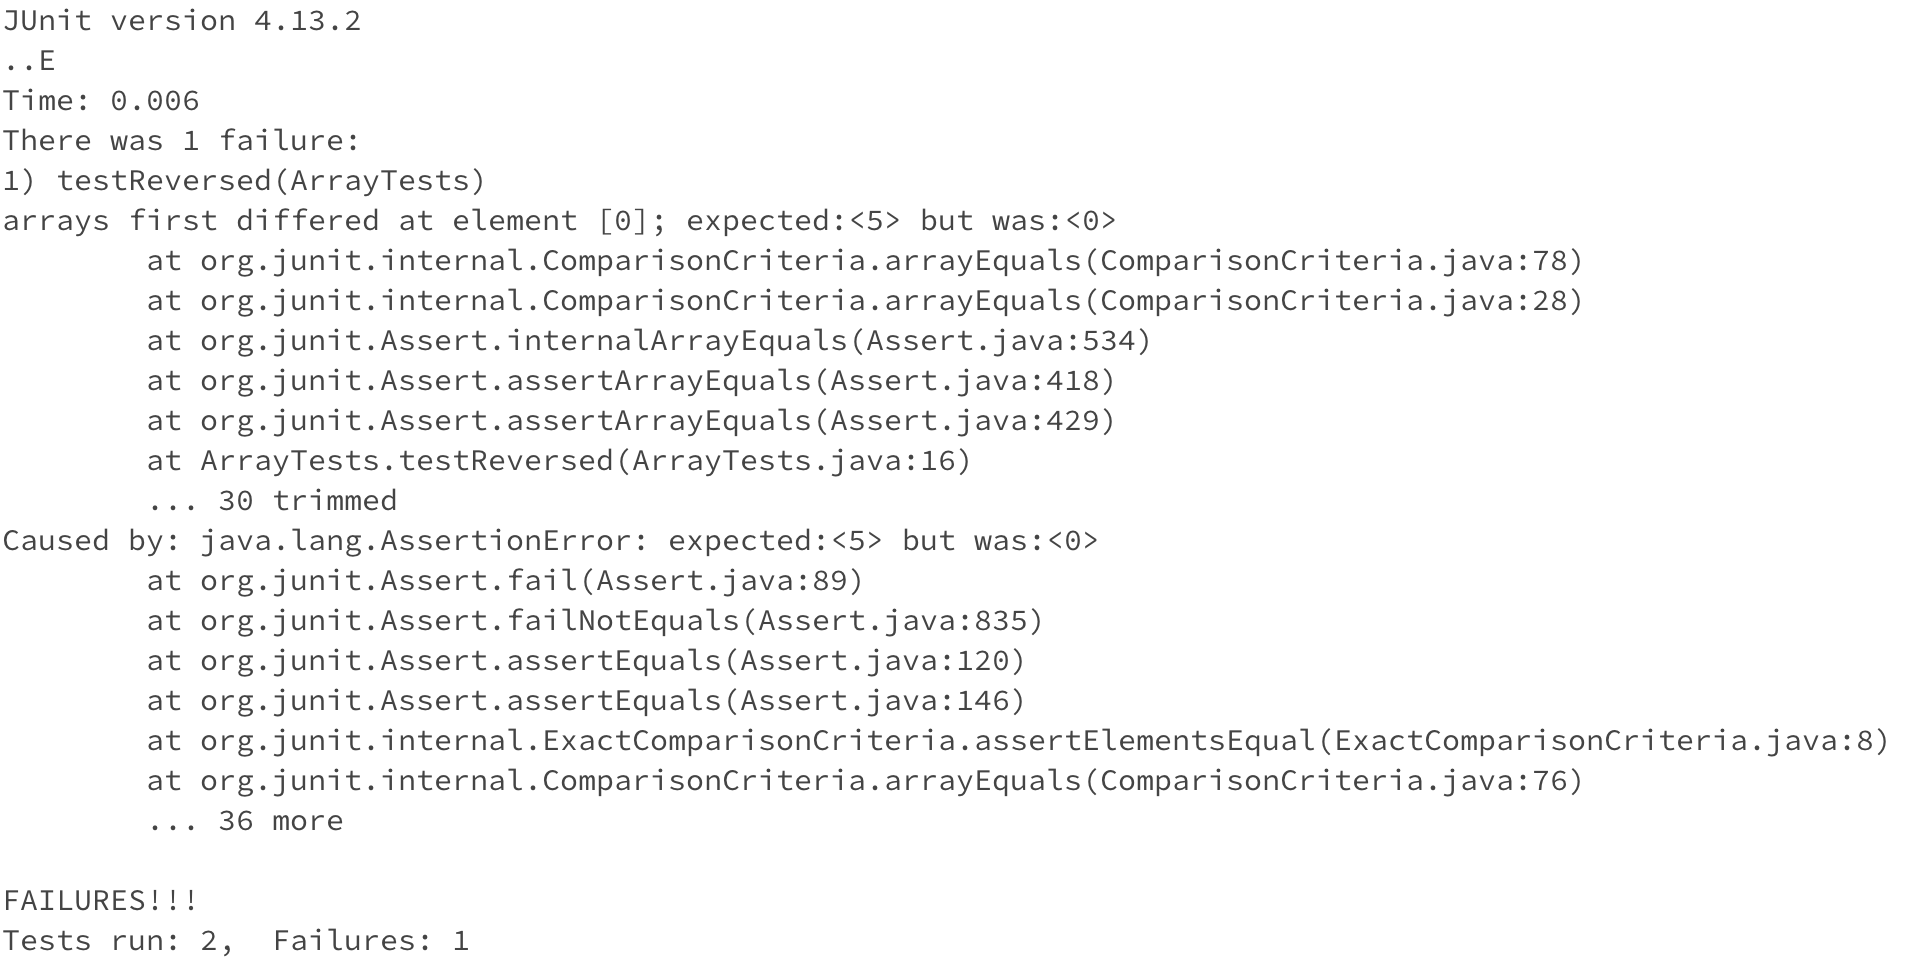 JUnit version 4.13.2
..E
Time: 0.006
There was 1 failure:
1) testReversed(ArrayTests)
arrays first differed at element [0]; expected:<5> but was:<0>
        at org.junit.internal.ComparisonCriteria.arrayEquals(ComparisonCriteria.java:78)
        at org.junit.internal.ComparisonCriteria.arrayEquals(ComparisonCriteria.java:28)
        at org.junit.Assert.internalArrayEquals(Assert.java:534)
        at org.junit.Assert.assertArrayEquals(Assert.java:418)
        at org.junit.Assert.assertArrayEquals(Assert.java:429)
        at ArrayTests.testReversed(ArrayTests.java:16)
        ... 30 trimmed
Caused by: java.lang.AssertionError: expected:<5> but was:<0>
        at org.junit.Assert.fail(Assert.java:89)
        at org.junit.Assert.failNotEquals(Assert.java:835)
        at org.junit.Assert.assertEquals(Assert.java:120)
        at org.junit.Assert.assertEquals(Assert.java:146)
        at org.junit.internal.ExactComparisonCriteria.assertElementsEqual(ExactComparisonCriteria.java:8)
        at org.junit.internal.ComparisonCriteria.arrayEquals(ComparisonCriteria.java:76)
        ... 36 more

FAILURES!!!
Tests run: 2,  Failures: 1